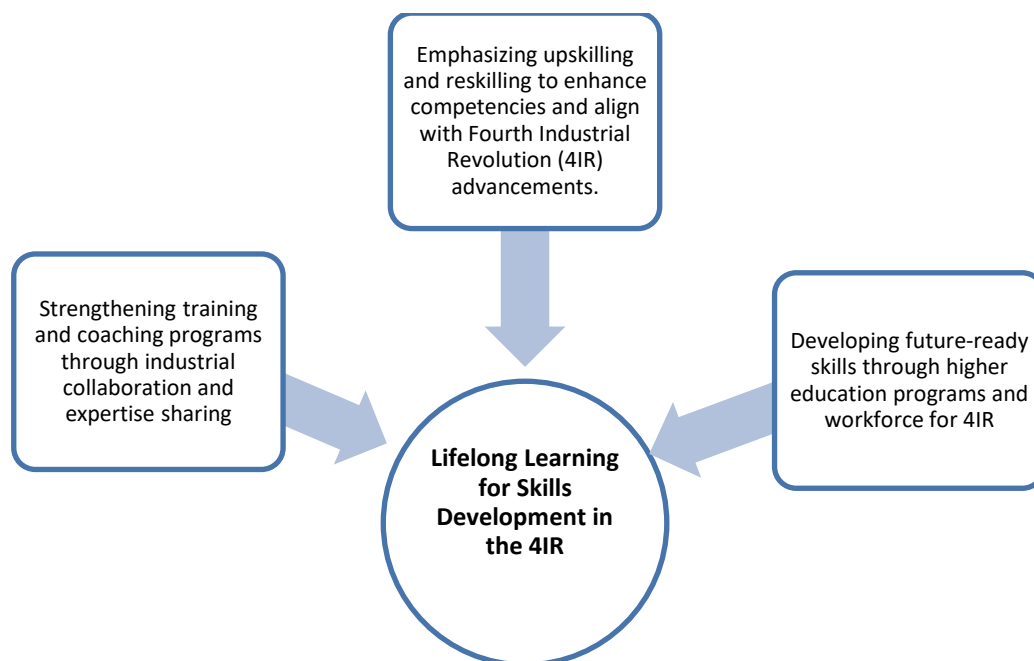 Emphasizing upskilling
and reskilling to enhance
competencies and align
with Fourth Industrial
Revolution (4IR)
advancements.
Strengthening training
and coaching programs
through industrial
collaboration and
expertise sharing
Developing future-ready
skills through higher
education programs and
workforce for 4IR
Lifelong Learning
for Skills
Development in
the 4IR